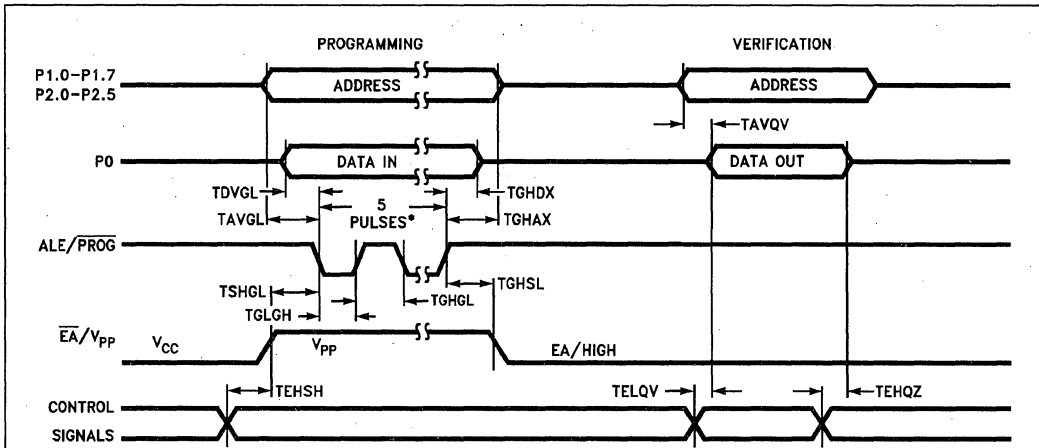 PROGRAMMING VERIFICATION
P1.0–P1.7
P2.0–P2.5
ADDRESS ADDRESS
TAVQV
P0
DATA IN DATA OUT
TDVGL TGHDX
5
PULSES*
TAVGL TGHAX
ALE/PROG
TSHGL TGHSL
TGHGL
TGLGH
EA/VPP
VCC VPP EA/HIGH
TEHSH TELQV TEHQZ
CONTROL
SIGNALS